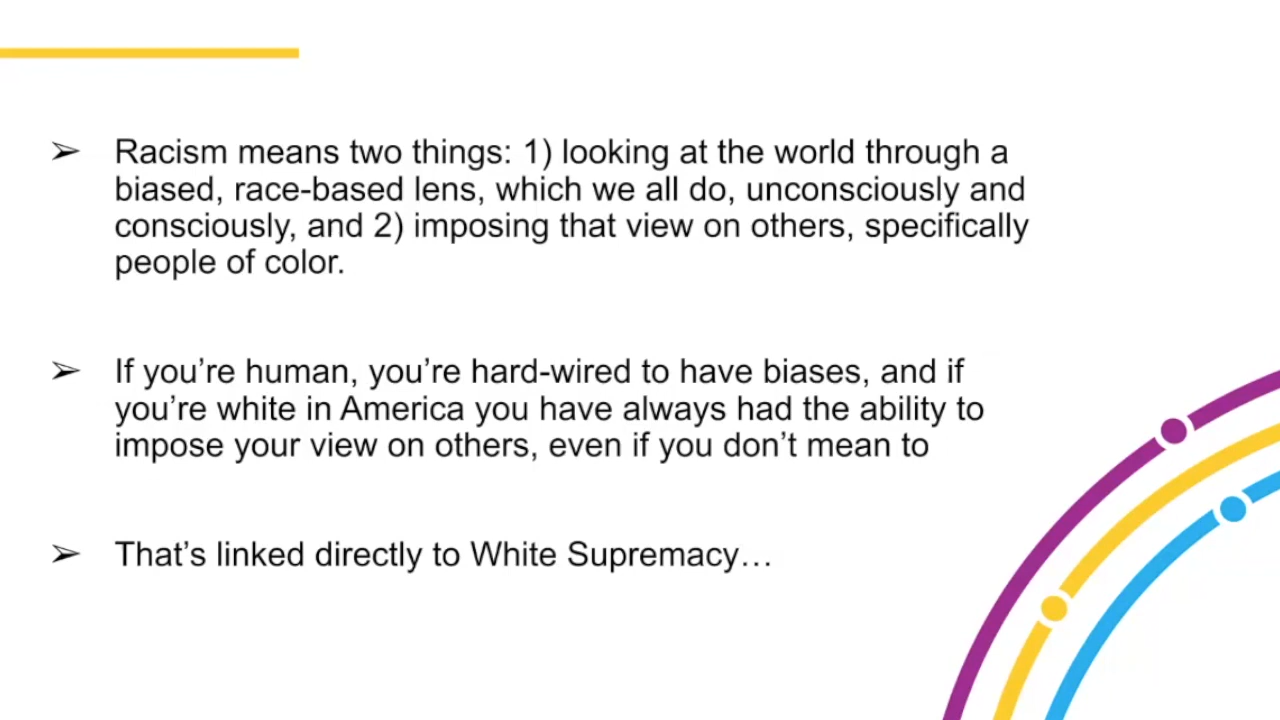 ➢ Racism means two things: 1) looking at the world through a
biased, race-based lens, which we all do, unconsciously and
consciously, and 2) imposing that view on others, specifically
people of color.
➢ If you’re human, you’re hard-wired to have biases, and if
you’re white in America you have always had the ability to
impose your view on others, even if you don’t mean to
➢ That’s linked directly to White Supremacy…